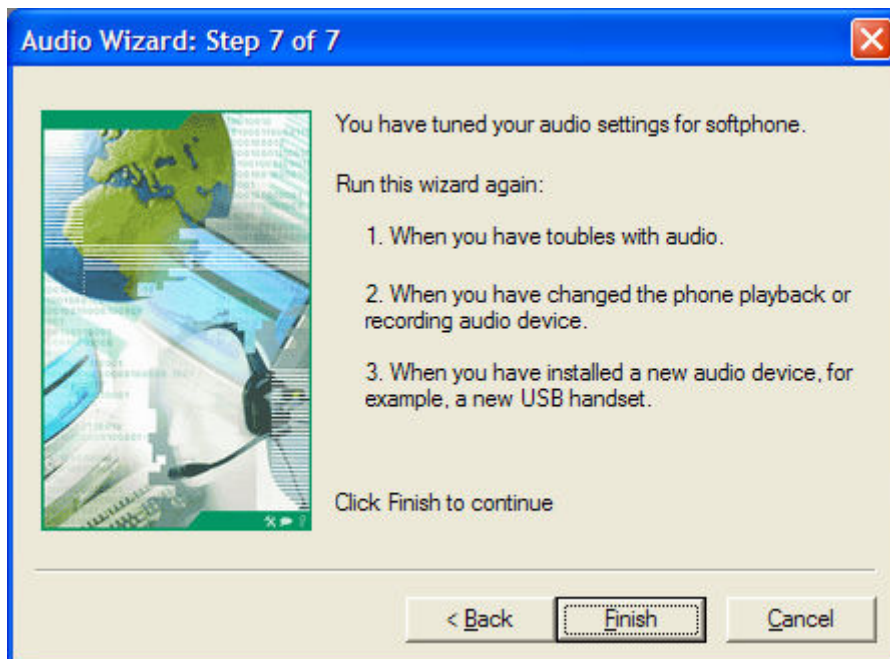 Audio Wizard: Step 7 of 7
You have tuned your audio settings for softphone.
Run this wizard again:
1. When you have toubles with audio.
2. When you have changed the phone playback or
recording audio device.
3. When you have installed a new audio device, for
example, a new USB handset.
Click Finish to continue
< Back
Finish
Cancel